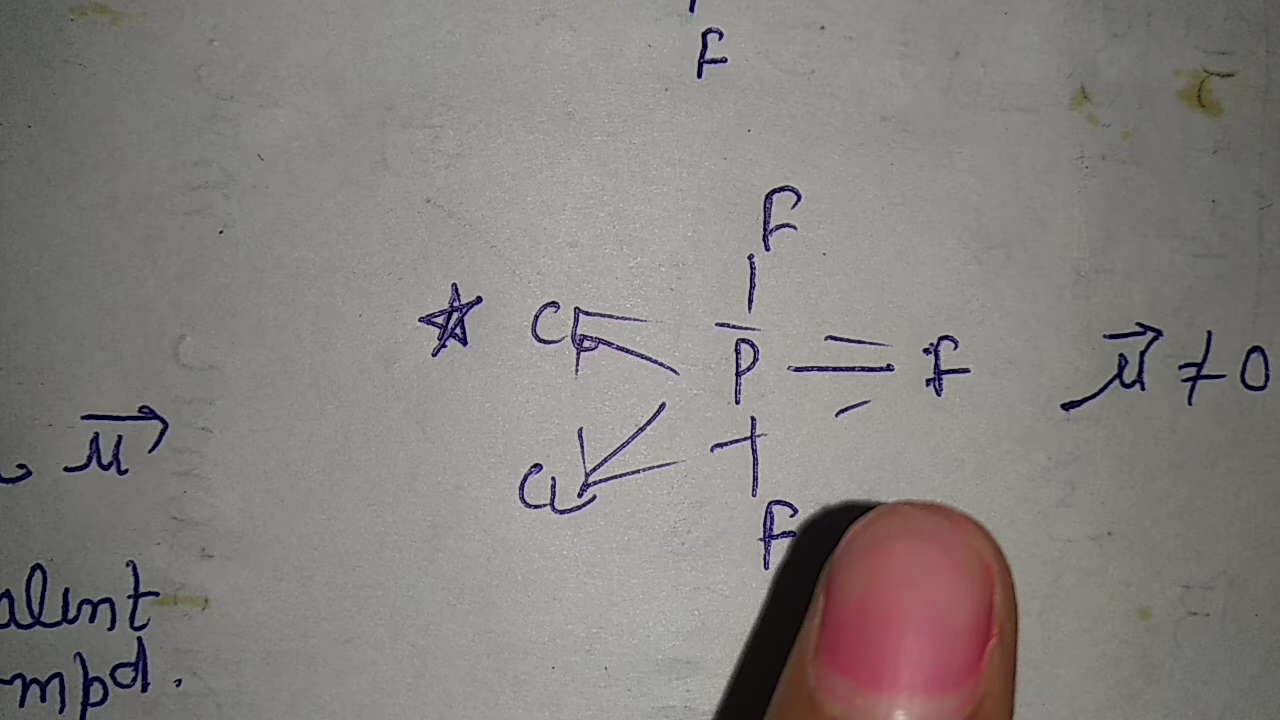 F
F
★ Cl P F μ ≠ 0
μ
Cl
F
alent
mpd.